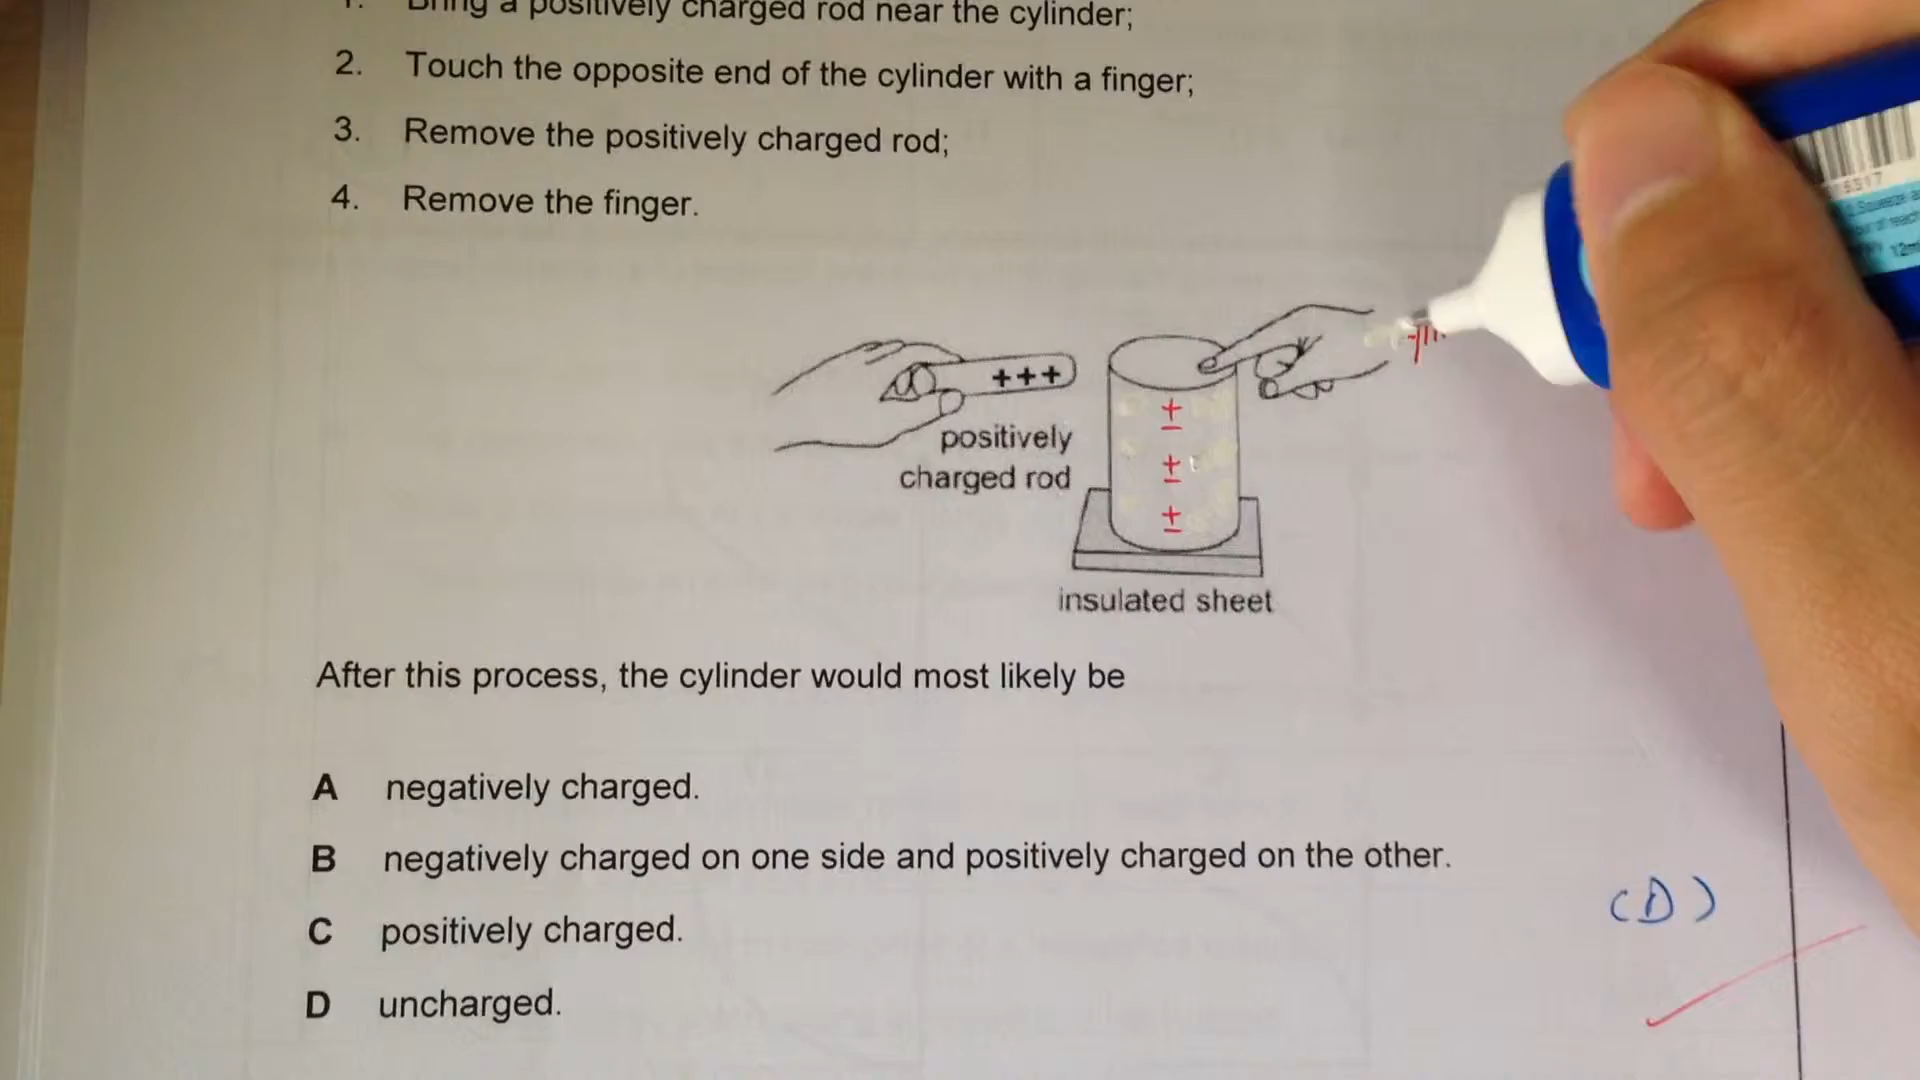 1. Bring a positively charged rod near the cylinder;
2. Touch the opposite end of the cylinder with a finger;
3. Remove the positively charged rod;
4. Remove the finger.
+++
positively
charged rod
+
-
+
-
+
-
insulated sheet
After this process, the cylinder would most likely be
A negatively charged.
B negatively charged on one side and positively charged on the other.
C positively charged.
(D)
D uncharged.
12m